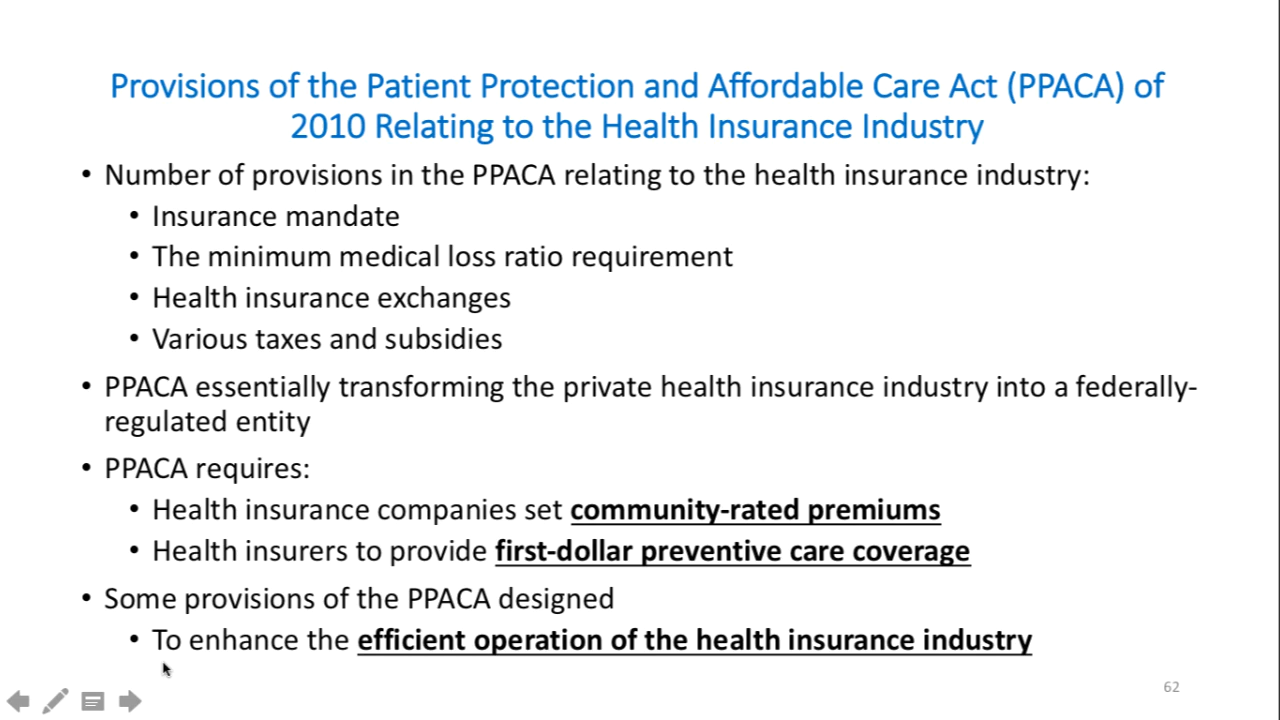 Provisions of the Patient Protection and Affordable Care Act (PPACA) of
2010 Relating to the Health Insurance Industry
• Number of provisions in the PPACA relating to the health insurance industry:
• Insurance mandate
• The minimum medical loss ratio requirement
• Health insurance exchanges
• Various taxes and subsidies
• PPACA essentially transforming the private health insurance industry into a federally-
regulated entity
• PPACA requires:
• Health insurance companies set community-rated premiums
• Health insurers to provide first-dollar preventive care coverage
• Some provisions of the PPACA designed
• To enhance the efficient operation of the health insurance industry
62